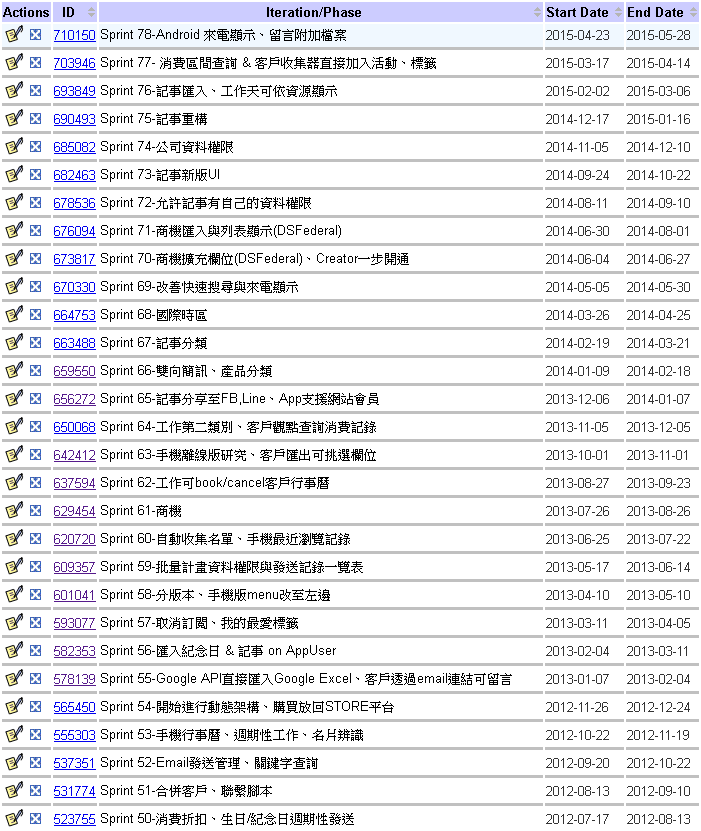 Actions ID Iteration/Phase Start Date End Date
710150 Sprint 78-Android 來電顯示、留言附加檔案 2015-04-23 2015-05-28
703946 Sprint 77- 消費區間查詢 & 客戶收集器直接加入活動、標籤 2015-03-17 2015-04-14
693849 Sprint 76-記事匯入、工作天可依資源顯示 2015-02-02 2015-03-06
690493 Sprint 75-記事重構 2014-12-17 2015-01-16
685082 Sprint 74-公司資料權限 2014-11-05 2014-12-10
682463 Sprint 73-記事新版UI 2014-09-24 2014-10-22
678536 Sprint 72-允許記事有自己的資料權限 2014-08-11 2014-09-10
676094 Sprint 71-商機匯入與列表顯示(DSFederal) 2014-06-30 2014-08-01
673817 Sprint 70-商機擴充欄位(DSFederal)、Creator一步開通 2014-06-04 2014-06-27
670330 Sprint 69-改善快速搜尋與來電顯示 2014-05-05 2014-05-30
664753 Sprint 68-國際時區 2014-03-26 2014-04-25
663488 Sprint 67-記事分類 2014-02-19 2014-03-21
659550 Sprint 66-雙向簡訊、產品分類 2014-01-09 2014-02-18
656272 Sprint 65-記事分享至FB,Line、App支援網站會員 2013-12-06 2014-01-07
650068 Sprint 64-工作第二類別、客戶觀點查詢消費記錄 2013-11-05 2013-12-05
642412 Sprint 63-手機離線版研究、客戶匯出可挑選欄位 2013-10-01 2013-11-01
637594 Sprint 62-工作可book/cancel客戶行事曆 2013-08-27 2013-09-23
629454 Sprint 61-商機 2013-07-26 2013-08-26
620720 Sprint 60-自動收集名單、手機最近瀏覽記錄 2013-06-25 2013-07-22
609357 Sprint 59-批量計畫資料權限與發送記錄一覽表 2013-05-17 2013-06-14
601041 Sprint 58-分版本、手機版menu改至左邊 2013-04-10 2013-05-10
593077 Sprint 57-取消訂閱、我的最愛標籤 2013-03-11 2013-04-05
582353 Sprint 56-匯入紀念日 & 記事 on AppUser 2013-02-04 2013-03-11
578139 Sprint 55-Google API直接匯入Google Excel、客戶透過email連結可留言 2013-01-07 2013-02-04
565450 Sprint 54-開始進行動態架構、購買放回STORE平台 2012-11-26 2012-12-24
555303 Sprint 53-手機行事曆、週期性工作、名片辨識 2012-10-22 2012-11-19
537351 Sprint 52-Email發送管理、關鍵字查詢 2012-09-20 2012-10-22
531774 Sprint 51-合併客戶、聯繫腳本 2012-08-13 2012-09-10
523755 Sprint 50-消費折扣、生日/紀念日週期性發送 2012-07-17 2012-08-13